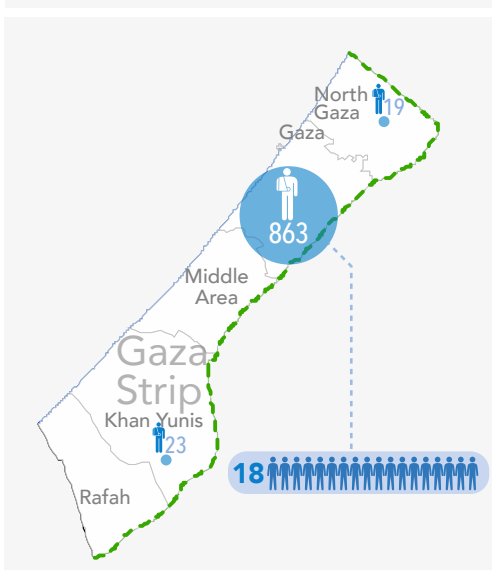 North
Gaza
19
Gaza
863
Middle
Area
Gaza
Strip
Khan Yunis
23
18
Rafah